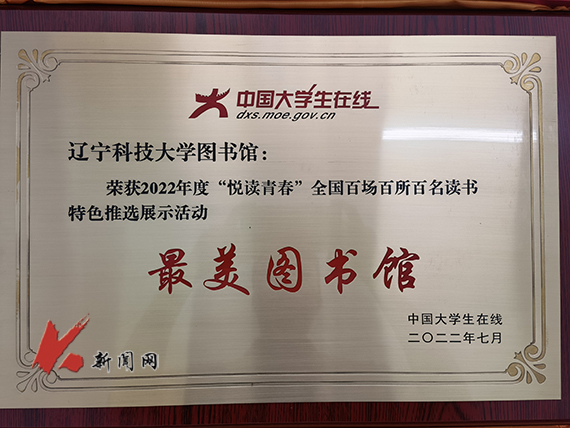 中国大学生在线
dxs.moe.gov.cn
辽宁科技大学图书馆：
荣获2022年度“悦读青春”全国百场百所百名读书
特色推选展示活动
最美图书馆
中国大学生在线
二〇二二年七月
新闻网